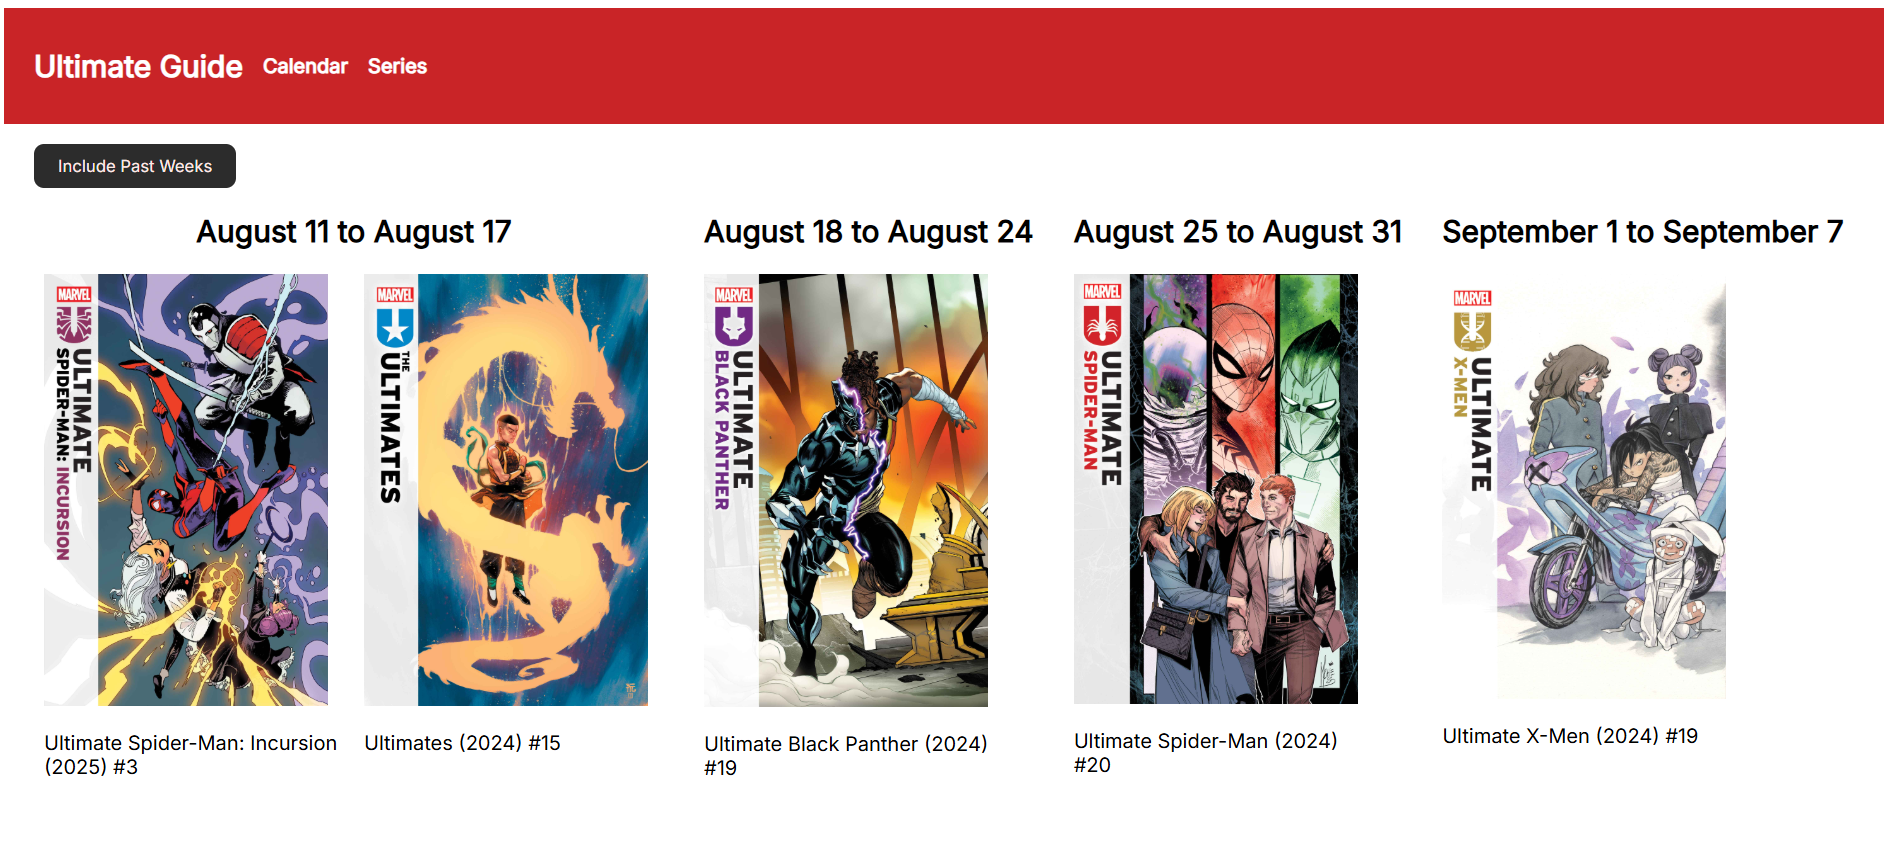 Ultimate Guide Calendar Series
Include Past Weeks
August 11 to August 17
MARVEL
ULTIMATE
SPIDER-MAN: INCURSION
Ultimate Spider-Man: Incursion
(2025) #3
MARVEL
THE
ULTIMATES
Ultimates (2024) #15
August 18 to August 24
MARVEL
ULTIMATE
BLACK PANTHER
Ultimate Black Panther (2024)
#19
August 25 to August 31
MARVEL
ULTIMATE
SPIDER-MAN
Ultimate Spider-Man (2024)
#20
September 1 to September 7
MARVEL
ULTIMATE
X-MEN
Ultimate X-Men (2024) #19